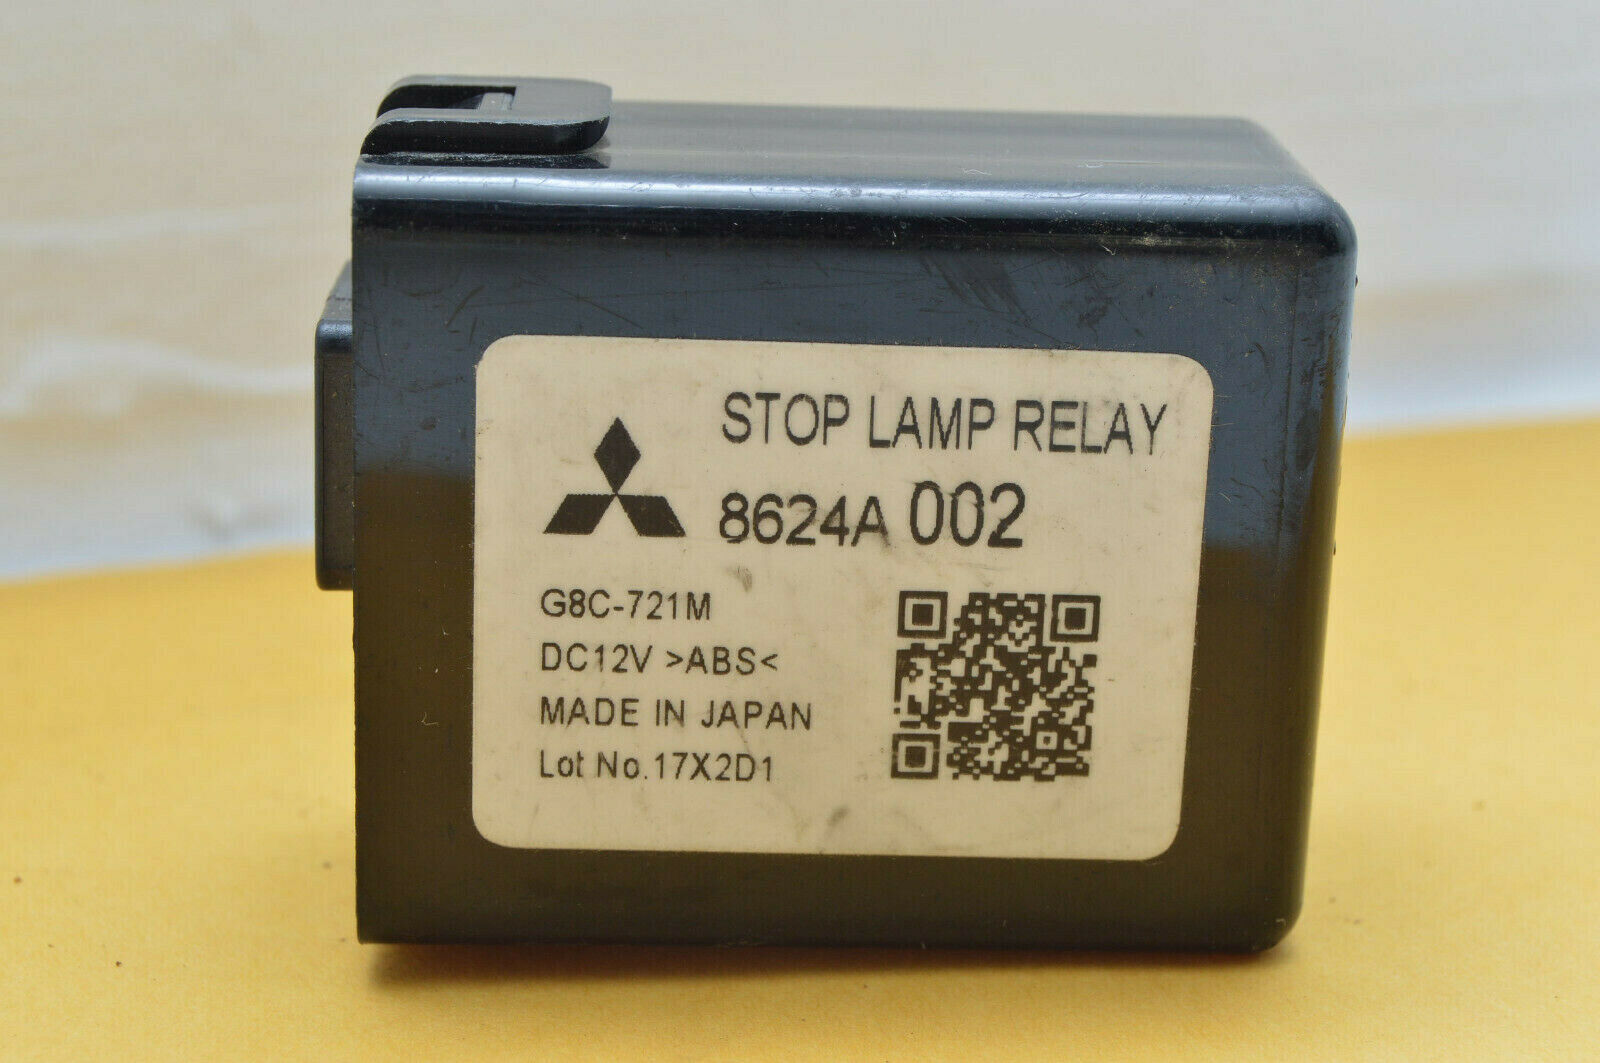 STOP LAMP RELAY
8624A 002
G8C-721M
DC12V >ABS<
MADE IN JAPAN
Lot No.17X2D1